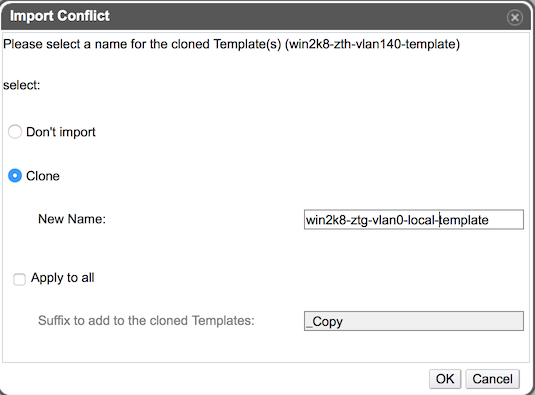 Import Conflict
Please select a name for the cloned Template(s) (win2k8-zth-vlan140-template)
select:
Don't import
Clone
New Name: win2k8-ztg-vlan0-local-template
Apply to all
Suffix to add to the cloned Templates: _Copy
OK Cancel